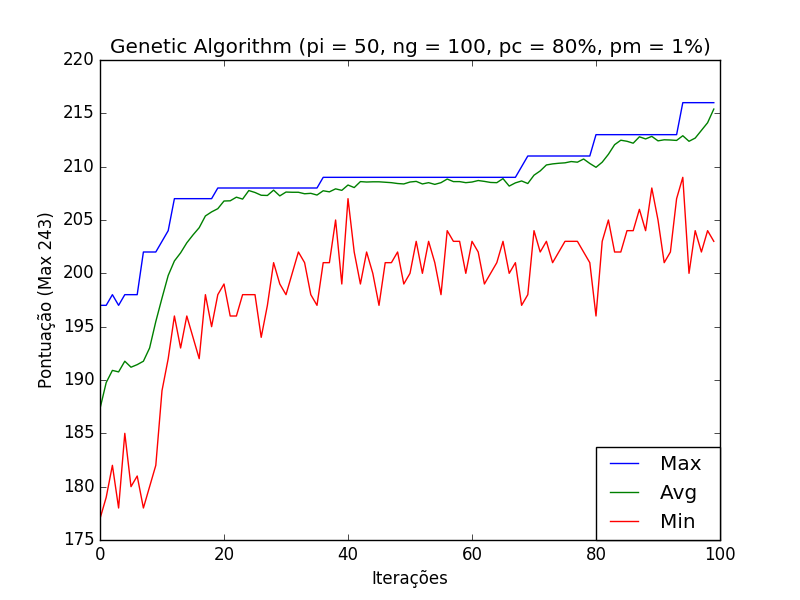 Genetic Algorithm (pi = 50, ng = 100, pc = 80%, pm = 1%)
220
215
210
205
200
195
190
185
180
175
Pontuação (Max 243)
0 20 40 60 80 100
Iterações
Max
Avg
Min